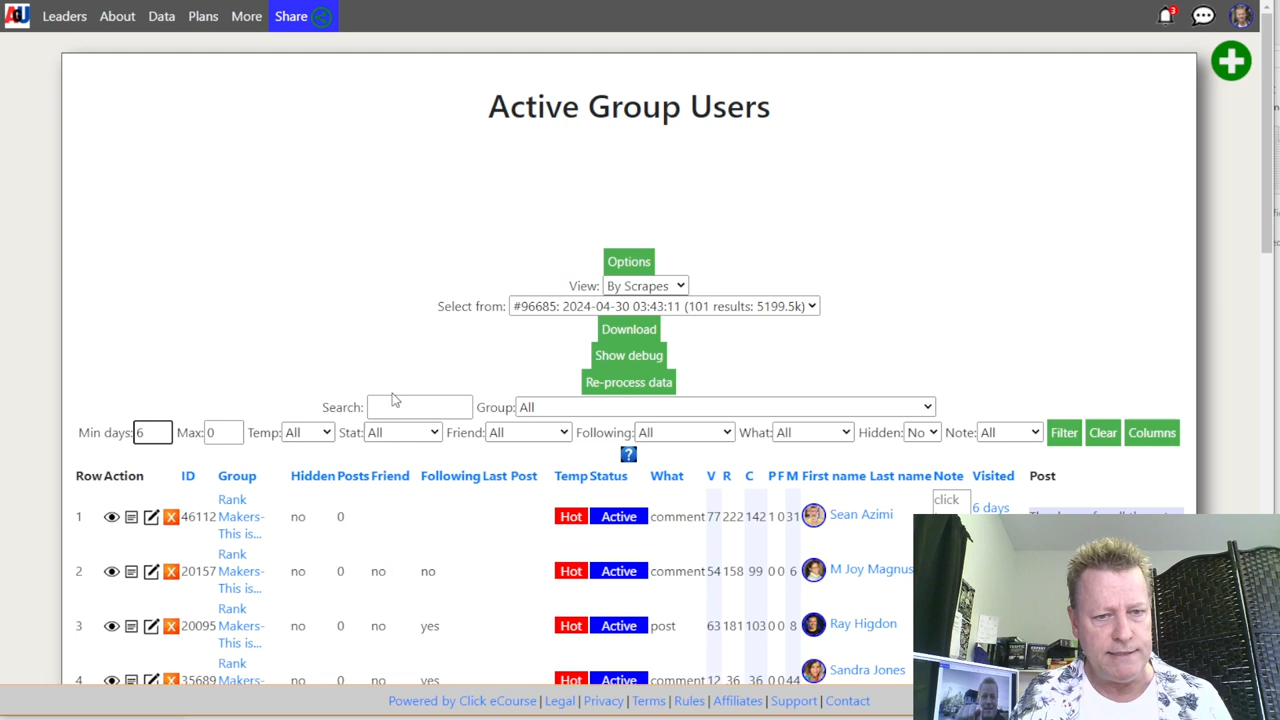 AGU Leaders About Data Plans More Share 3
Active Group Users
Options
View: By Scrapes
Select from: #96685: 2024-04-30 03:43:11 (101 results: 5199.5k)
Download
Show debug
Re-process data
Search: Group: All
Min days: 6 Max: 0 Temp: All Stat: All Friend: All Following: All What: All Hidden: No Note: All Filter Clear Columns
?
Row Action ID Group Hidden Posts Friend Following Last Post Temp Status What V R C P F M First name Last name Note Visited Post
1 X 46112 Rank Makers- This is... no 0 Hot Active comment 77 222 142 1 0 31 Sean Azimi click 6 days
2 X 20157 Rank Makers- This is... no 0 no no Hot Active comment 54 158 99 0 0 6 M Joy Magnus
3 X 20095 Rank Makers- This is... no 0 no yes Hot Active post 63 181 103 0 0 8 Ray Higdon
4 X 35689 Rank Makers- no 0 no yes Hot Active comment 12 36 36 0 0 44 Sandra Jones
Powered by Click eCourse | Legal | Privacy | Terms | Rules | Affiliates | Support | Contact